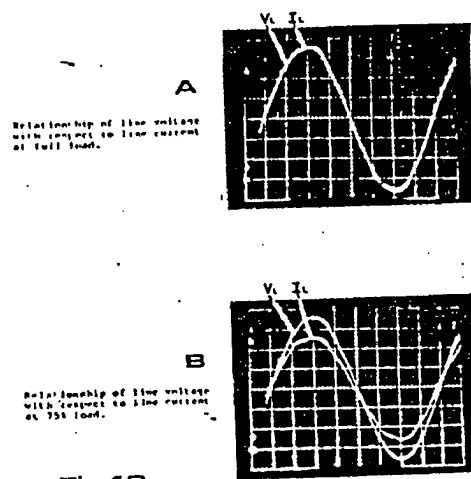 VL IL
A
Relationship of line voltage
with respect to line current
at full load.
VL IL
B
Relationship of line voltage
with respect to line current
at 75% load.